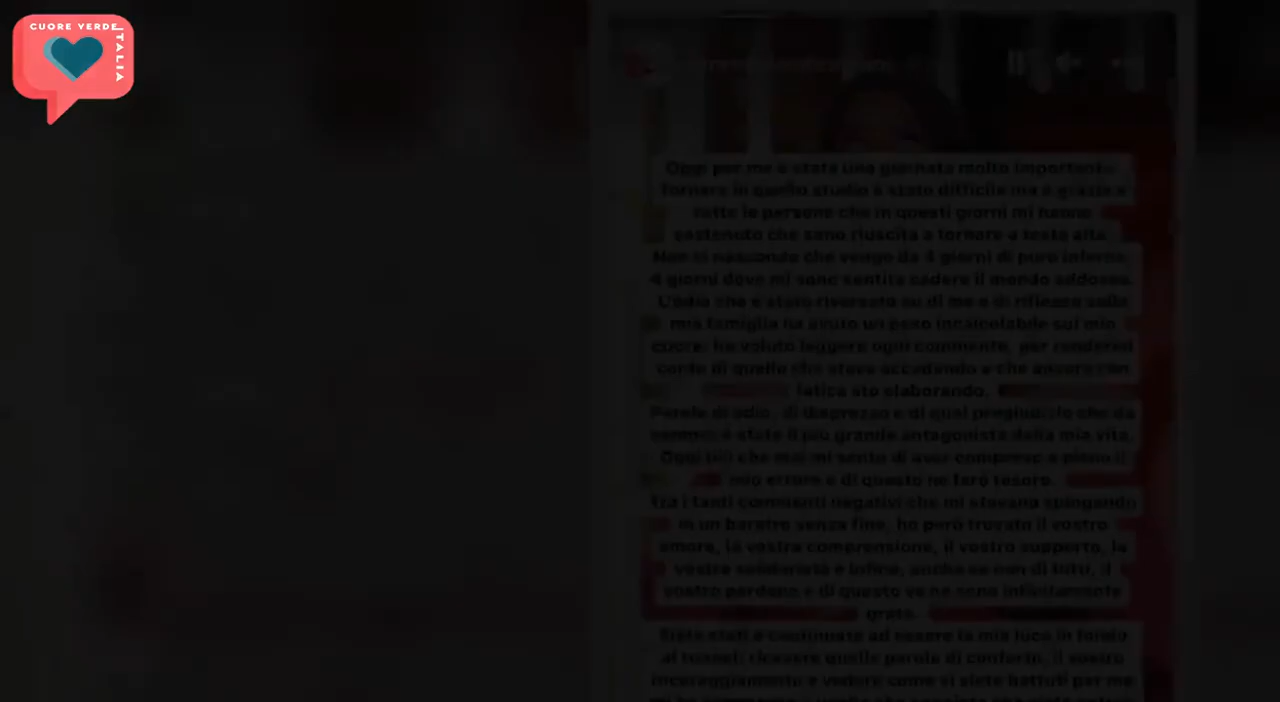 CUORE VERDE
ITALIA
Oggi per me è stata una giornata molto importante
Tornare in quello studio è stato difficile ma è grazie a
tutte le persone che in questi giorni mi hanno
sostenuto che sono riuscita a tornare a testa alta
Non vi nascondo che vengo da 4 giorni di puro inferno,
4 giorni dove mi sono sentita cadere il mondo addosso.
L'odio che è stato riversato su di me e di riflesso sulla
mia famiglia ha avuto un peso incalcolabile sul mio
cuore: ho voluto leggere ogni commento, per rendermi
conto di quello che stava accadendo e che ancora con
fatica sto elaborando.
Parole di odio, di disprezzo e di quel pregiudizio che da
sempre è stato il più grande antagonista della mia vita.
Oggi più che mai mi sento di aver compreso a pieno il
mio errore e di questo ne farò tesoro.
Tra i tanti commenti negativi che mi stavano spingendo
in un baratro senza fine, ho però trovato il vostro
amore, la vostra comprensione, il vostro supporto, la
vostra solidarietà e infine, anche se non di tutti, il
vostro perdono e di questo ve ne sono infinitamente
grata.
Siete stati e continuate ad essere la mia luce in fondo
al tunnel: ricevere quelle parole di conforto, il vostro
incoraggiamento e vedere come vi siete battuti per me